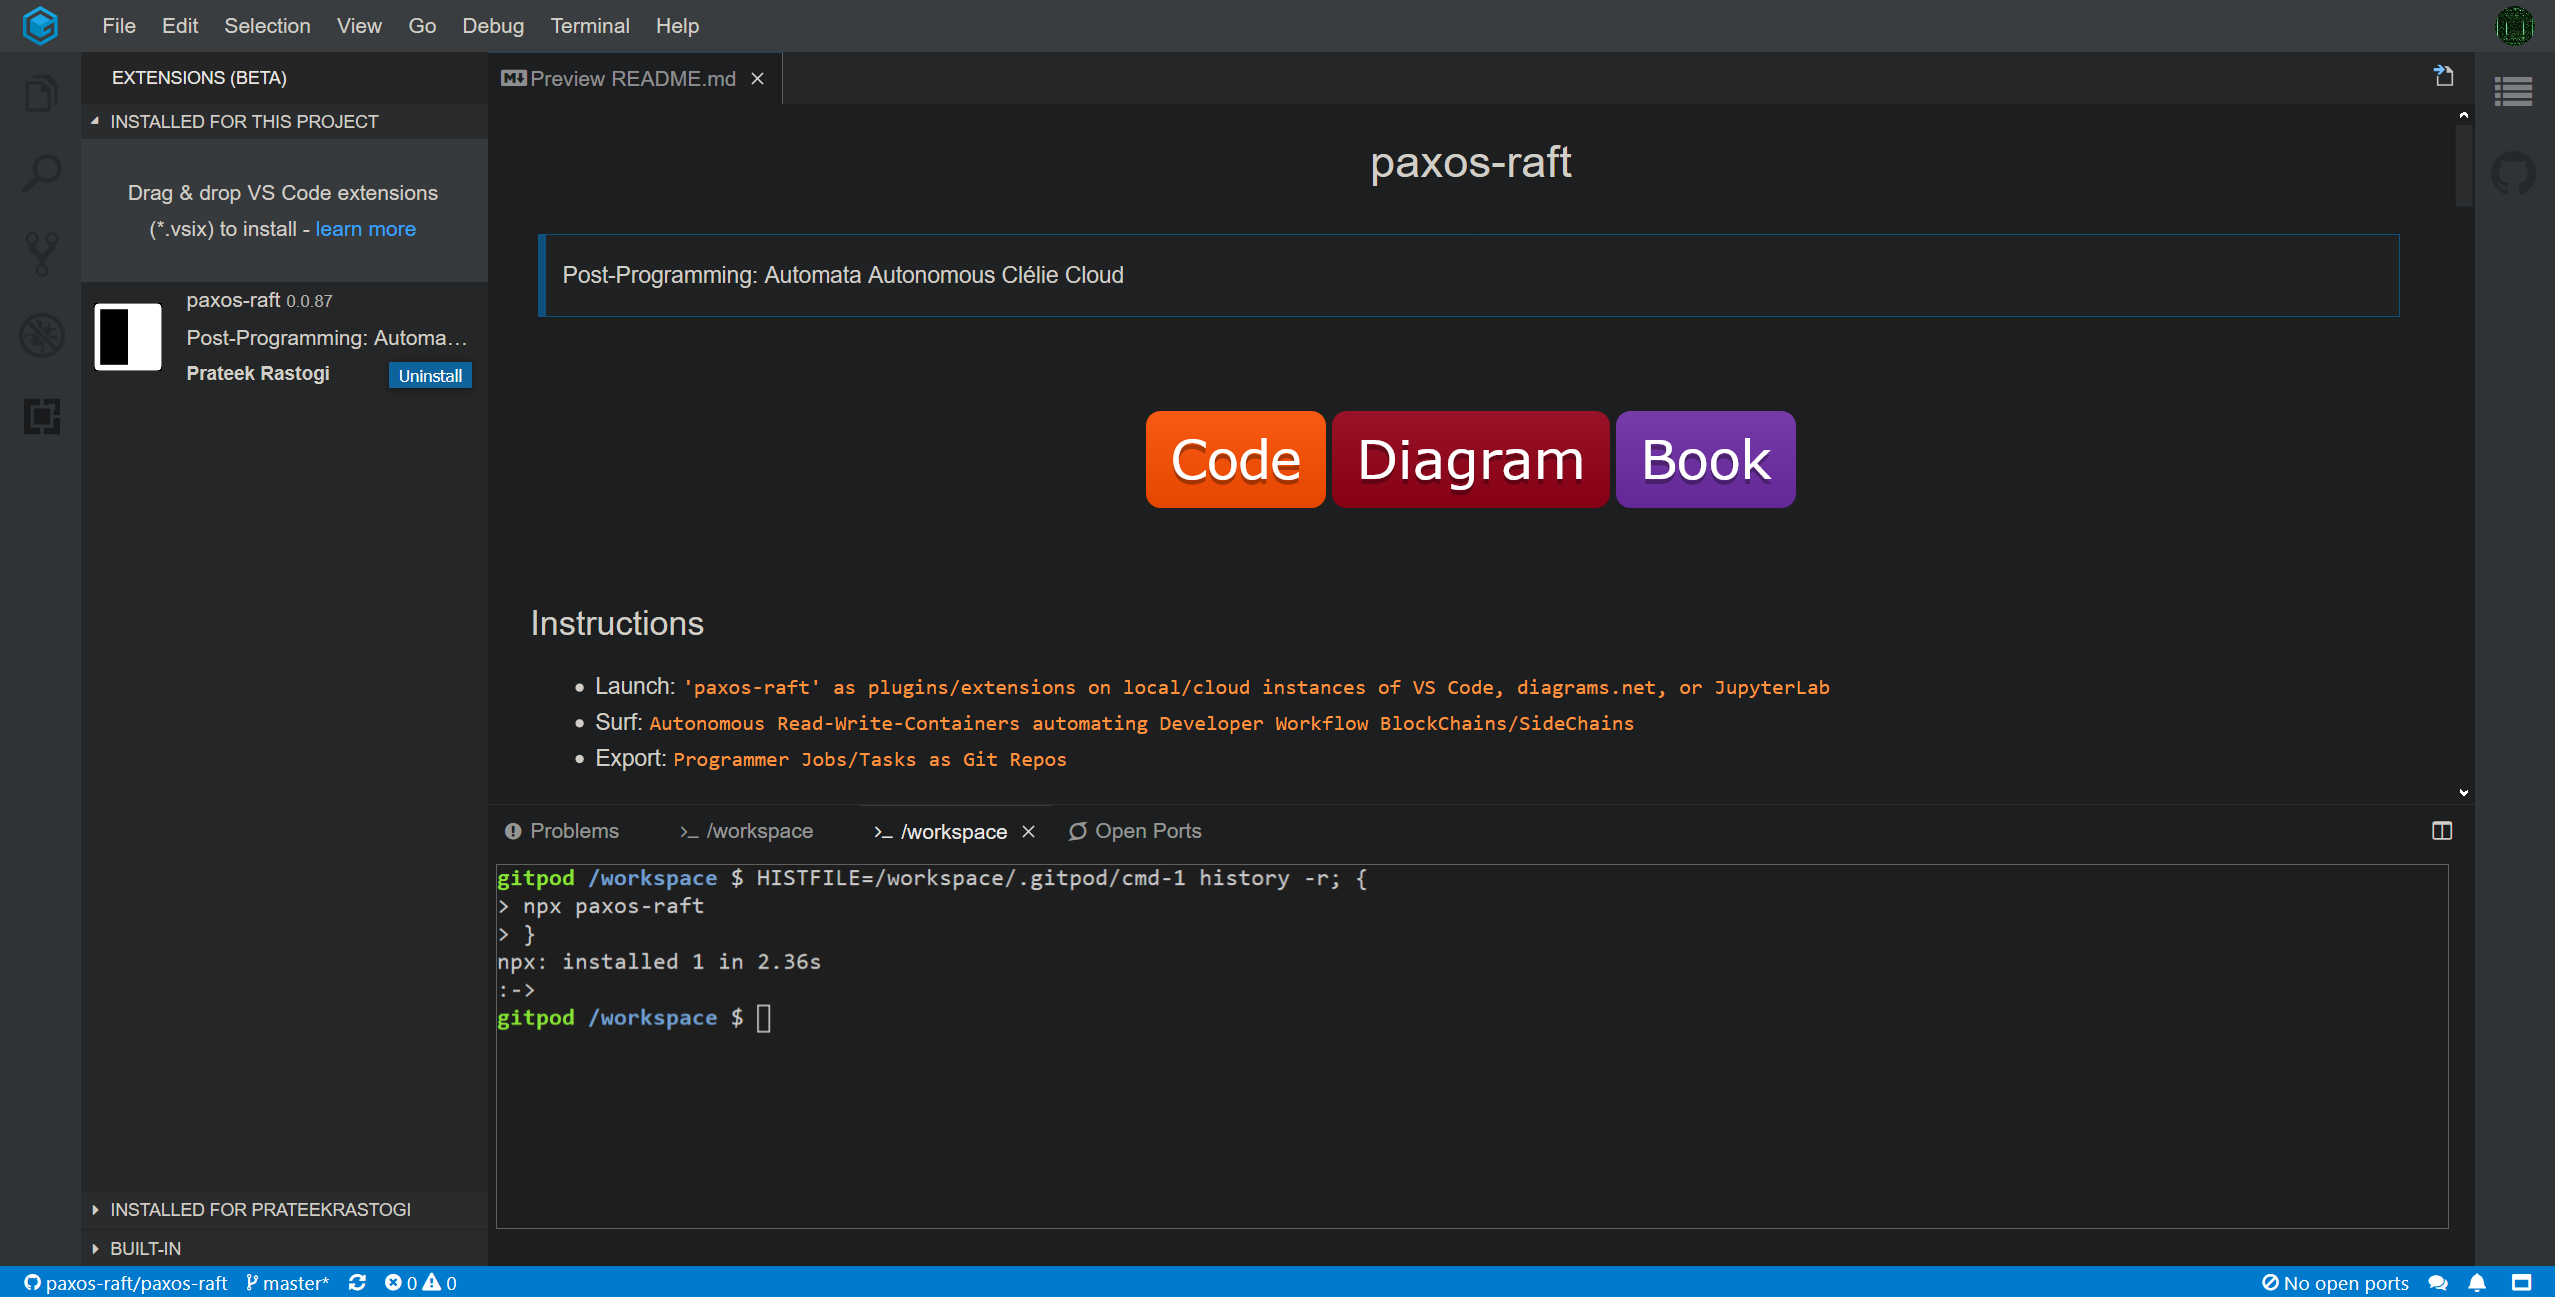 File Edit Selection View Go Debug Terminal Help
EXTENSIONS (BETA)
INSTALLED FOR THIS PROJECT
Drag & drop VS Code extensions
(*.vsix) to install - learn more
paxos-raft 0.0.87
Post-Programming: Automa...
Prateek Rastogi Uninstall
INSTALLED FOR PRATEEKRASTOGI
BUILT-IN
Preview README.md
paxos-raft
Post-Programming: Automata Autonomous Clélie Cloud
Code Diagram Book
Instructions
Launch: 'paxos-raft' as plugins/extensions on local/cloud instances of VS Code, diagrams.net, or JupyterLab
Surf: Autonomous Read-Write-Containers automating Developer Workflow BlockChains/SideChains
Export: Programmer Jobs/Tasks as Git Repos
Problems >_ /workspace >_ /workspace Open Ports
gitpod /workspace $ HISTFILE=/workspace/.gitpod/cmd-1 history -r; {
> npx paxos-raft
> }
npx: installed 1 in 2.36s
:->
gitpod /workspace $
paxos-raft/paxos-raft master* 0 0 No open ports